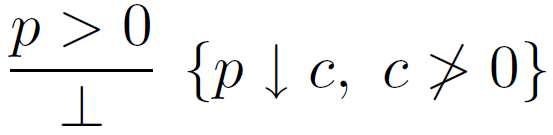 p > 0
⊥ {p ↓ c, c ≯ 0}